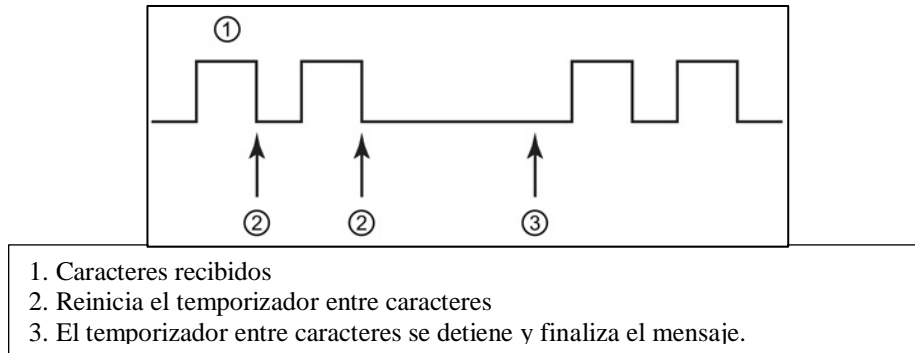 ①
② ② ③
1. Caracteres recibidos
2. Reinicia el temporizador entre caracteres
3. El temporizador entre caracteres se detiene y finaliza el mensaje.